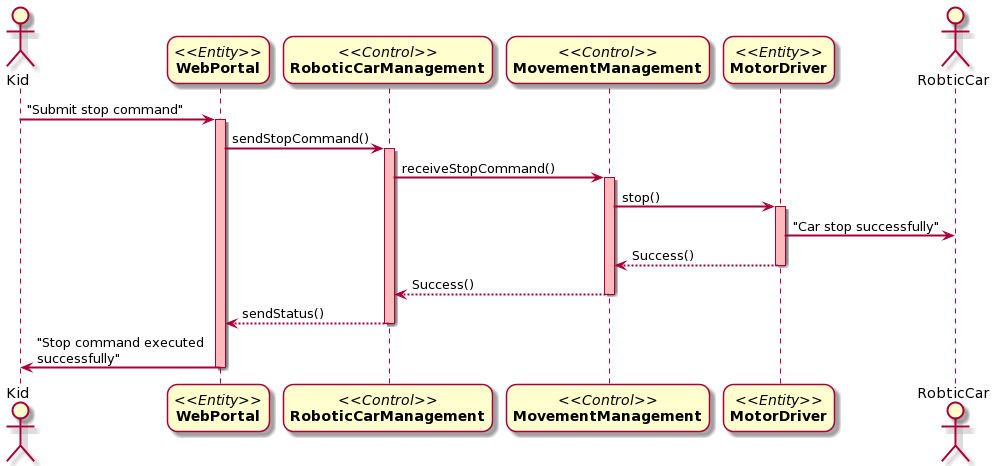 <<Entity>>
WebPortal
<<Control>>
RoboticCarManagement
<<Control>>
MovementManagement
<<Entity>>
MotorDriver
Kid
RobticCar
"Submit stop command"
sendStopCommand()
receiveStopCommand()
stop()
"Car stop successfully"
Success()
Success()
sendStatus()
"Stop command executed
successfully"
Kid
RobticCar
<<Entity>>
WebPortal
<<Control>>
RoboticCarManagement
<<Control>>
MovementManagement
<<Entity>>
MotorDriver